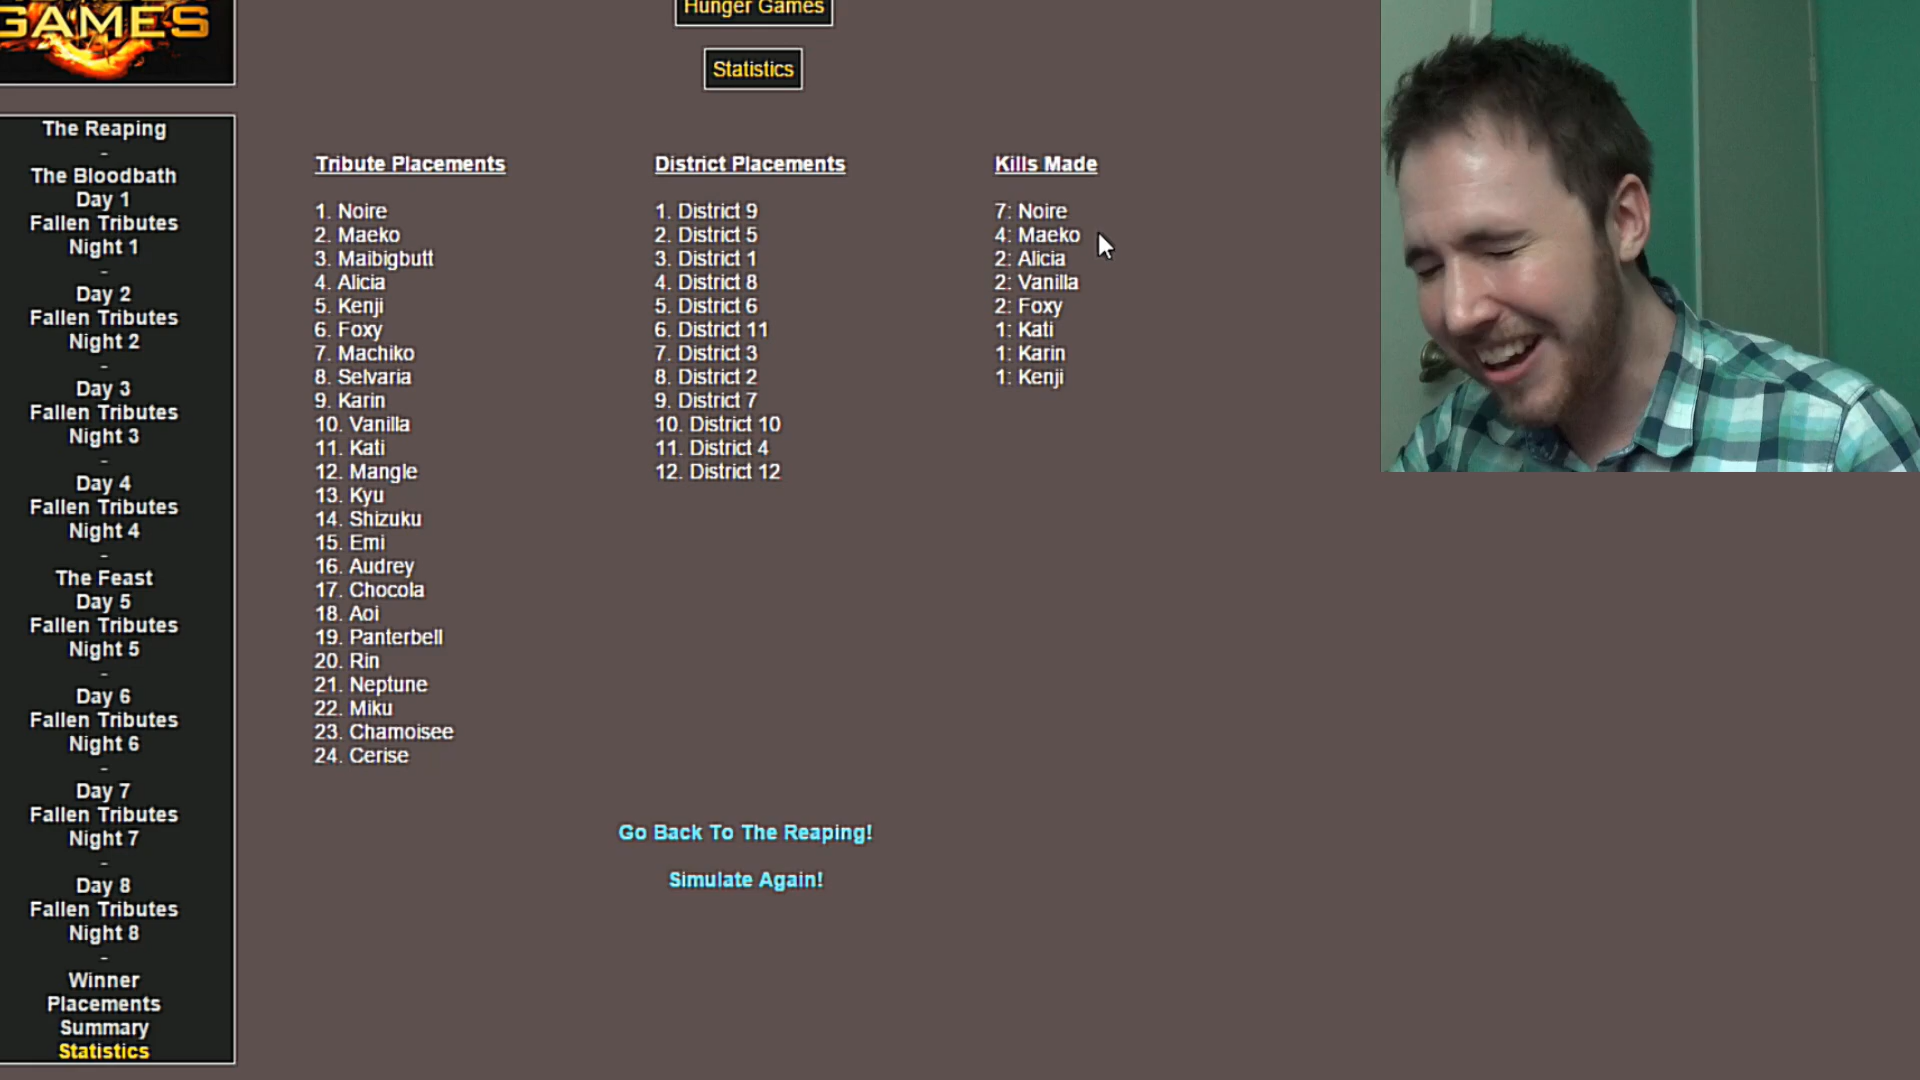 GAMES
Hunger Games
Statistics
The Reaping
-
The Bloodbath
Day 1
Fallen Tributes
Night 1
-
Day 2
Fallen Tributes
Night 2
-
Day 3
Fallen Tributes
Night 3
-
Day 4
Fallen Tributes
Night 4
-
The Feast
Day 5
Fallen Tributes
Night 5
-
Day 6
Fallen Tributes
Night 6
-
Day 7
Fallen Tributes
Night 7
-
Day 8
Fallen Tributes
Night 8
-
Winner
Placements
Summary
Statistics
Tribute Placements
1. Noire
2. Maeko
3. Maibigbutt
4. Alicia
5. Kenji
6. Foxy
7. Machiko
8. Selvaria
9. Karin
10. Vanilla
11. Kati
12. Mangle
13. Kyu
14. Shizuku
15. Emi
16. Audrey
17. Chocola
18. Aoi
19. Panterbell
20. Rin
21. Neptune
22. Miku
23. Chamoisee
24. Cerise
District Placements
1. District 9
2. District 5
3. District 1
4. District 8
5. District 6
6. District 11
7. District 3
8. District 2
9. District 7
10. District 10
11. District 4
12. District 12
Kills Made
7: Noire
4: Maeko
2: Alicia
2: Vanilla
2: Foxy
1: Kati
1: Karin
1: Kenji
Go Back To The Reaping!
Simulate Again!